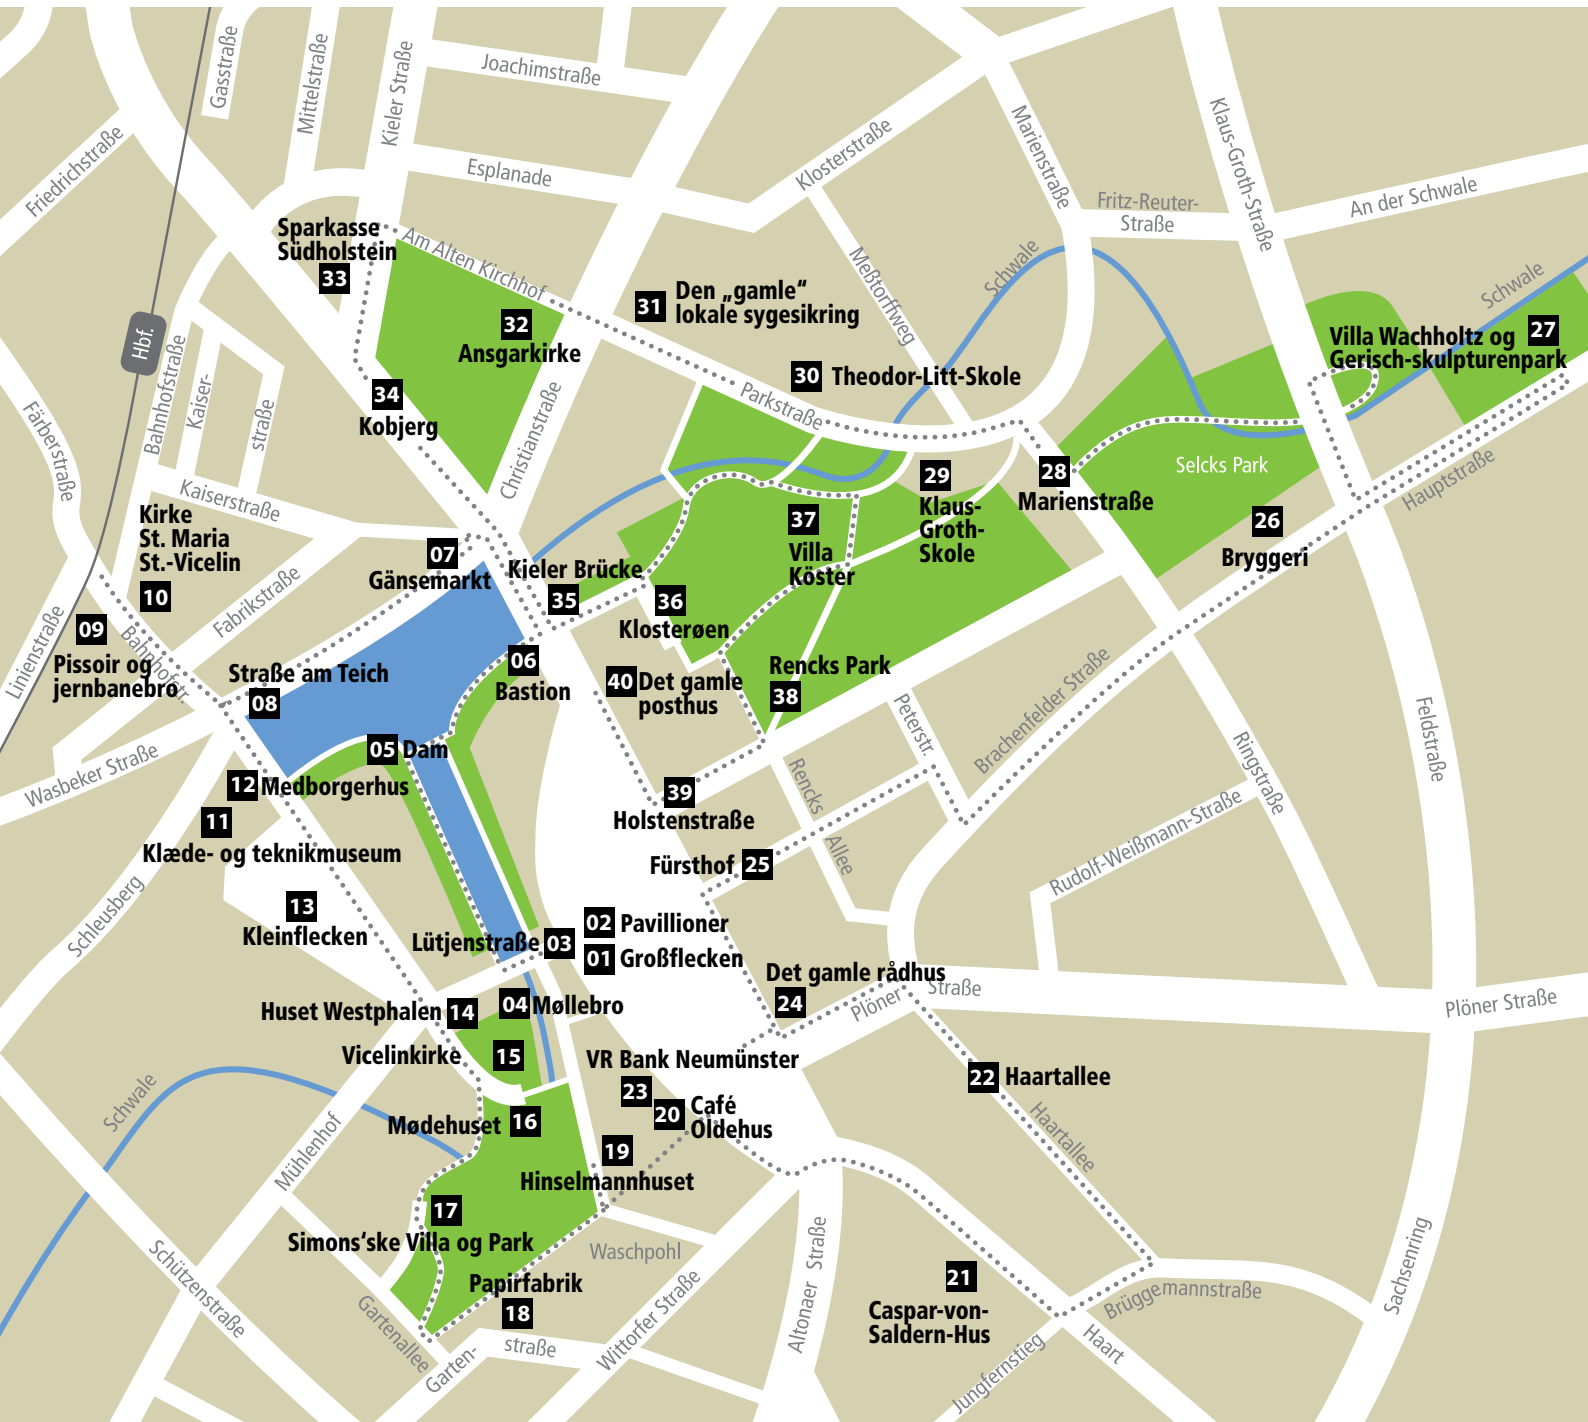 Gasstraße
Mittelstraße
Kieler Straße
Joachimstraße
Friedrichstraße
Esplanade
Klosterstraße
Marienstraße
Klaus-Groth-Straße
Fritz-Reuter-
Straße
An der Schwale
Sparkasse
Südholstein
33
Am Alten Kirchhof
Schwale
Meßtorffweg
Schwale
31
Den „gamle“
lokale sygesikring
32
Ansgarkirke
Hbf.
Bahnhofstraße
Kaiser-
straße
Villa Wachholtz og
Gerisch-skulpturenpark
27
30 Theodor-Litt-Skole
34
Kobjerg
Parkstraße
Christianstraße
Färberstraße
Kaiserstraße
Selcks Park
Hauptstraße
28
Marienstraße
29
Klaus-
Groth-
Skole
26
Bryggeri
37
Villa
Köster
Kirke
St. Maria
St.-Vicelin
10
07
Gänsemarkt
Kieler Brücke
35
36
Klosterøen
Fabrikstraße
Linienstraße
09
Pissoir og
jernbanebro
Bahnhofstr.
Straße am Teich
08
06
Bastion
40 Det gamle
posthus
Rencks Park
38
Peterstr.
Brachenfelder Straße
Ringstraße
Feldstraße
Wasbeker Straße
05 Dam
12 Medborgerhus
11
Klæde- og teknikmuseum
39
Holstenstraße
Rencks
Allee
Rudolf-Weißmann-Straße
Fürsthof 25
Schleusberg
13
Kleinflecken
02 Pavillioner
Lütjenstraße 03
01 Großflecken
Det gamle rådhus
24
Plöner
Straße
Plöner Straße
Huset Westphalen 14
04 Møllebro
Vicelinkirke 15
VR Bank Neumünster
23
20 Café
Oldehus
22 Haartallee
Haartallee
Schwale
Mühlenhof
Mødehuset 16
19
Hinselmannhuset
17
Simons‘ske Villa og Park
Waschpohl
Papirfabrik
18
Schützenstraße
Gartenallee
Garten-
straße
Wittorfer Straße
Altonaer Straße
21
Caspar-von-
Saldern-Hus
Brüggemannstraße
Sachsenring
Haart
Jungfernstieg